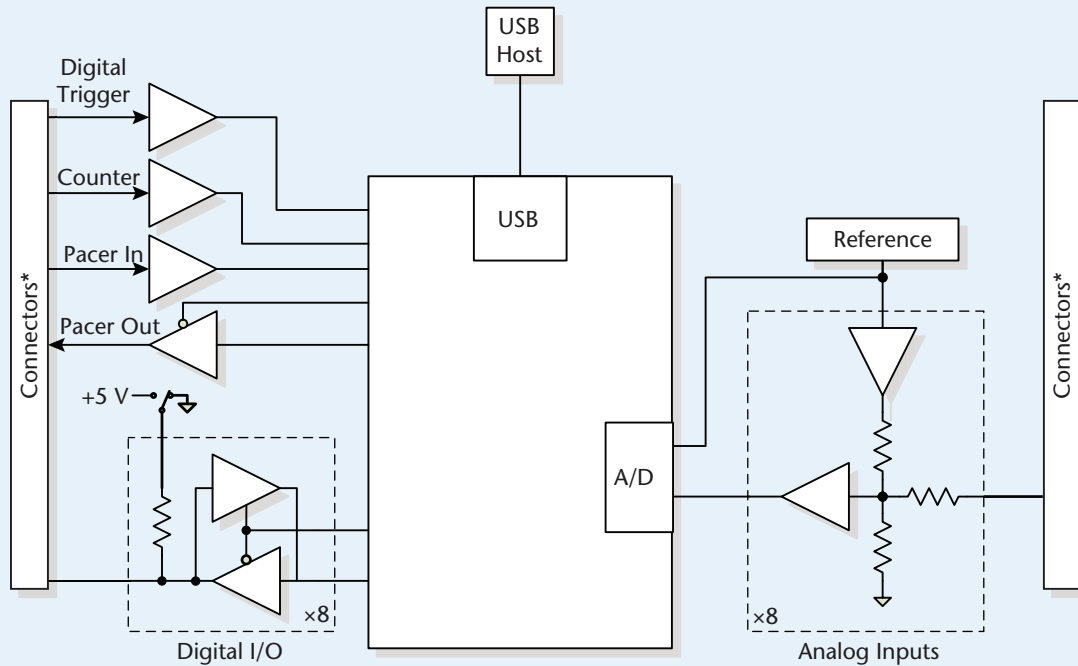 USB
Host
Digital
Trigger
Counter
Pacer In
Pacer Out
Connectors*
+5 V
×8
Digital I/O
USB
A/D
Reference
×8
Analog Inputs
Connectors*